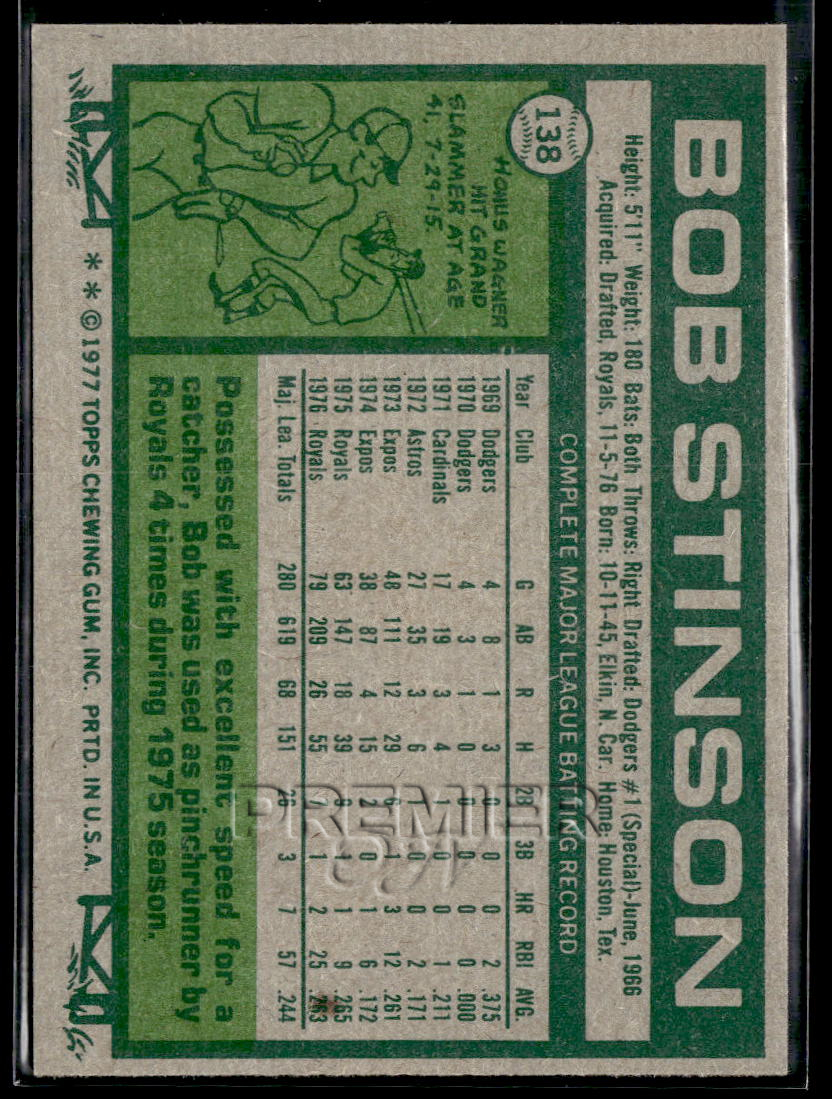 BOB STINSON
Height: 5'11" Weight: 180 Bats: Both Throws: Right Drafted: Dodgers #1 (Special)-June, 1966
Acquired: Drafted, Royals, 11-5-76 Born: 10-11-45, Elkin, N. Car. Home: Houston, Tex.
138
HONUS WAGNER
HIT GRAND
SLAMMER AT AGE
41, 7-29-15.
COMPLETE MAJOR LEAGUE BATTING RECORD
Year Club G AB R H 2B 3B HR RBI AVG.
1969 Dodgers 4 8 1 3 0 0 0 2 .375
1970 Dodgers 4 3 1 0 0 0 0 0 .000
1971 Cardinals 17 19 3 4 1 0 0 1 .211
1972 Astros 27 35 3 6 1 0 0 2 .171
1973 Expos 48 111 12 29 6 1 3 12 .261
1974 Expos 38 87 4 15 2 0 1 6 .172
1975 Royals 63 147 18 39 9 1 1 9 .265
1976 Royals 79 209 26 55 7 1 2 25 .263
Maj. Lea. Totals 280 619 68 151 26 3 7 57 .244
Possessed with excellent speed for a
catcher, Bob was used as pinchrunner by
Royals 4 times during 1975 season.
** © 1977 TOPPS CHEWING GUM, INC. PRTD. IN U.S.A.
PREMIER